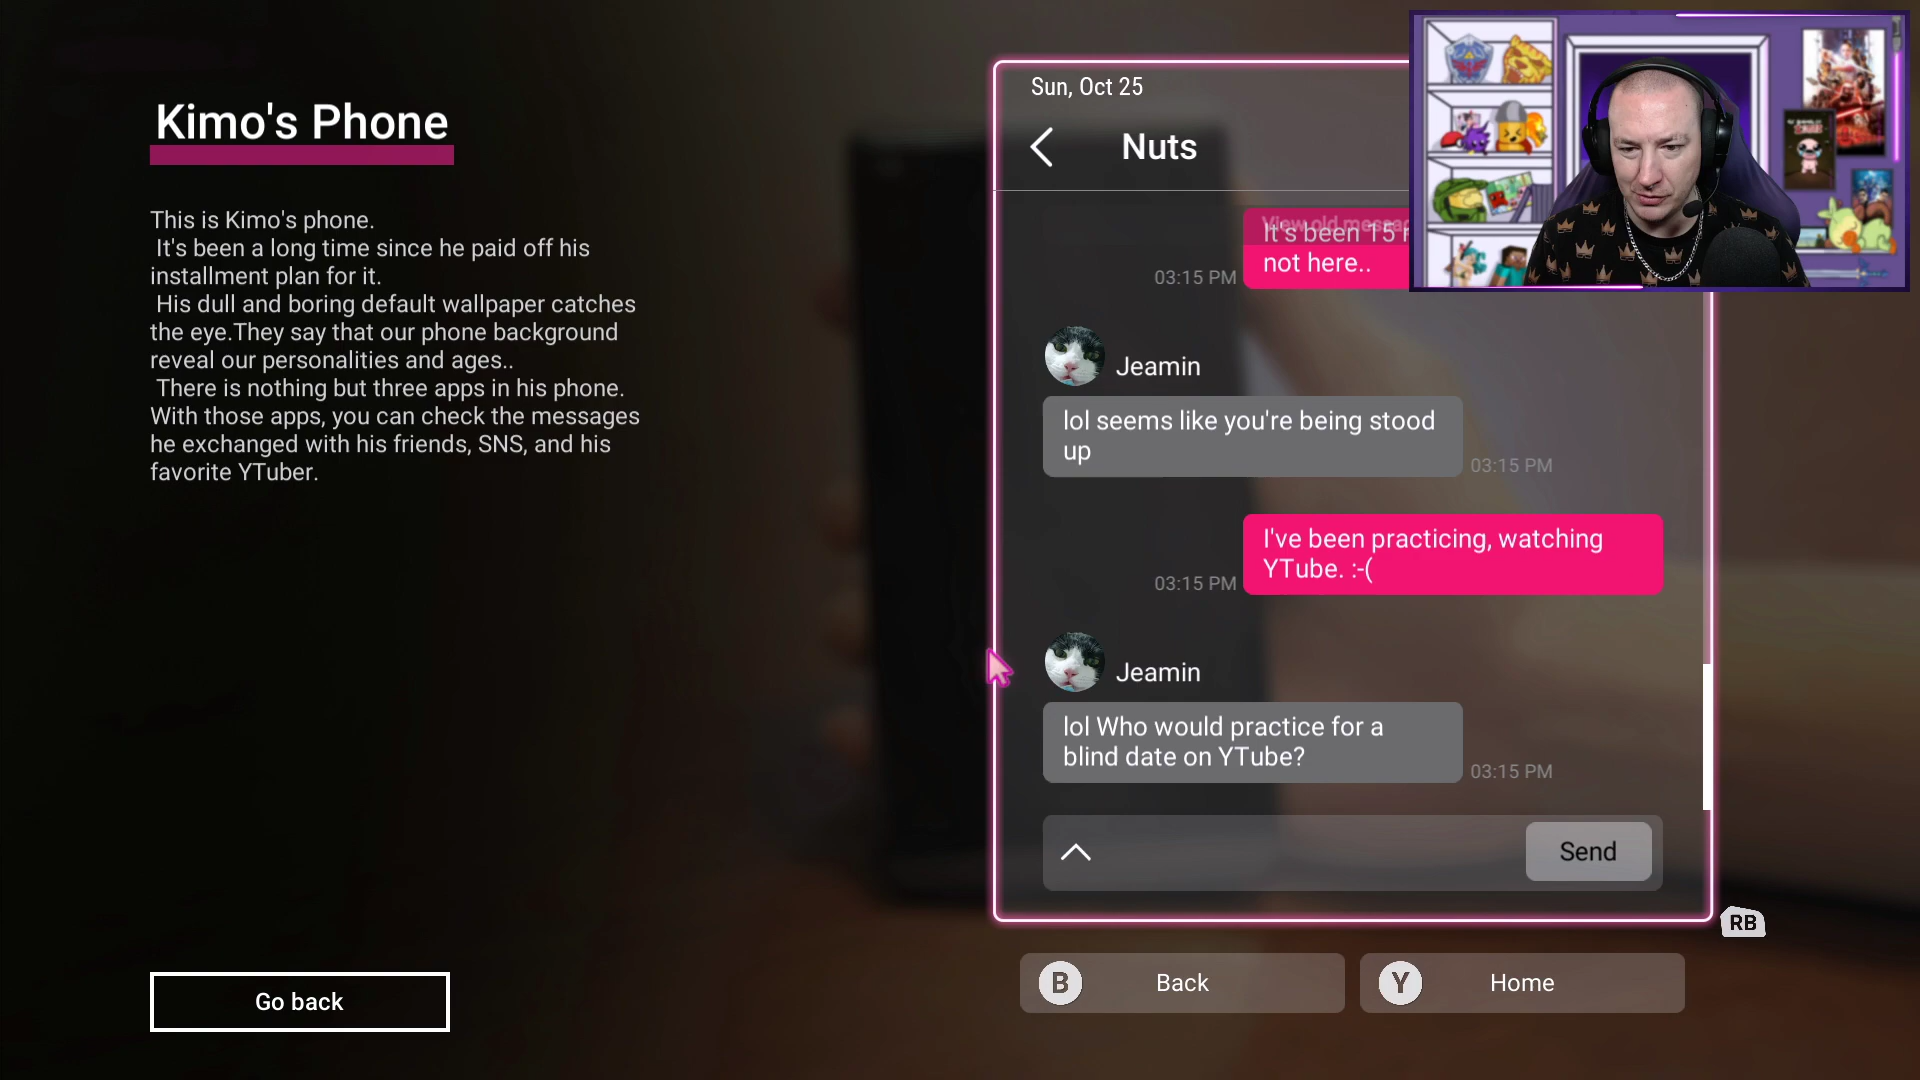 Kimo's Phone
This is Kimo's phone.
It's been a long time since he paid off his
installment plan for it.
His dull and boring default wallpaper catches
the eye.They say that our phone background
reveal our personalities and ages..
There is nothing but three apps in his phone.
With those apps, you can check the messages
he exchanged with his friends, SNS, and his
favorite YTuber.
Go back
Sun, Oct 25
Nuts
View old
It's been 15
not here..
03:15 PM
Jeamin
lol seems like you're being stood
up
03:15 PM
I've been practicing, watching
YTube. :-(
03:15 PM
Jeamin
lol Who would practice for a
blind date on YTube?
03:15 PM
Send
RB
B Back
Y Home